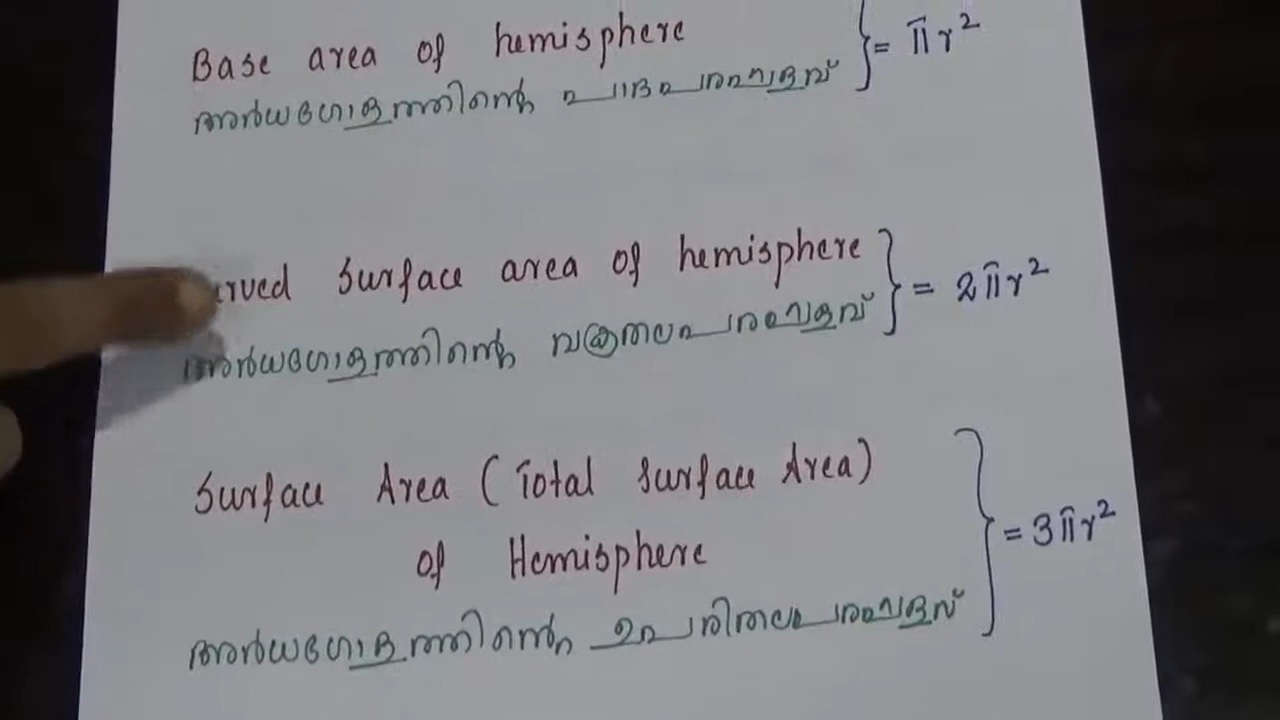 Base area of hemisphere } = πr²
അർധഗോളത്തിന്റെ പാദപരപ്പളവ്
Curved Surface area of hemisphere } = 2πr²
അർധഗോളത്തിന്റെ വക്രതലപരപ്പളവ്
Surface Area (Total Surface Area)
of Hemisphere } = 3πr²
അർധഗോളത്തിന്റെ ഉപരിതലപരപ്പളവ്